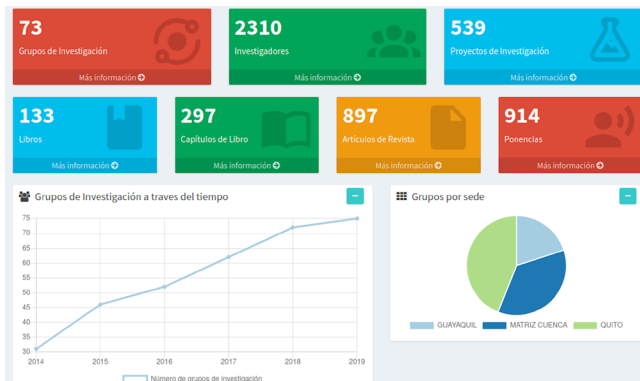 73
Grupos de Investigación
Más información
2310
Investigadores
Más información
539
Proyectos de Investigación
Más información
133
Libros
Más información
297
Capítulos de Libro
Más información
897
Artículos de Revista
Más información
914
Ponencias
Más información
Grupos de Investigación a traves del tiempo
75
70
65
60
55
50
45
40
35
30
2014 2015 2016 2017 2018 2019
Número de grupos de investigación
Grupos por sede
GUAYAQUIL MATRIZ CUENCA QUITO